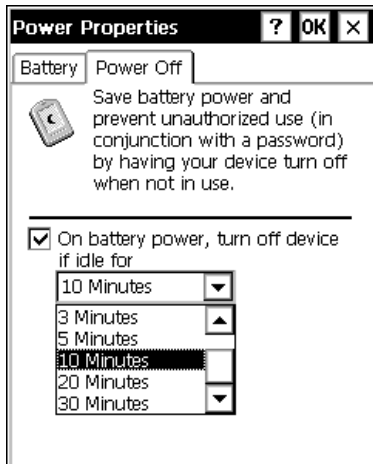 Power Properties ? OK ×
Battery Power Off
Save battery power and
prevent unauthorized use (in
conjunction with a password)
by having your device turn off
when not in use.
On battery power, turn off device
if idle for
10 Minutes
3 Minutes
5 Minutes
10 Minutes
20 Minutes
30 Minutes